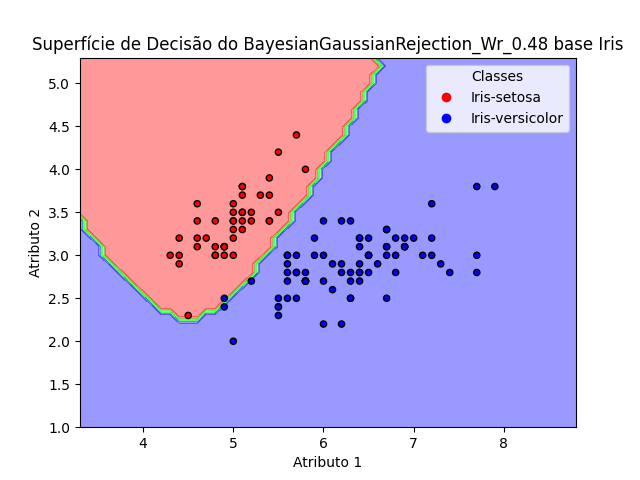 Superfície de Decisão do BayesianGaussianRejection_Wr_0.48 base Iris
Classes
Iris-setosa
Iris-versicolor
5.0
4.5
4.0
3.5
3.0
2.5
2.0
1.5
1.0
Atributo 2
4
5
6
7
8
Atributo 1